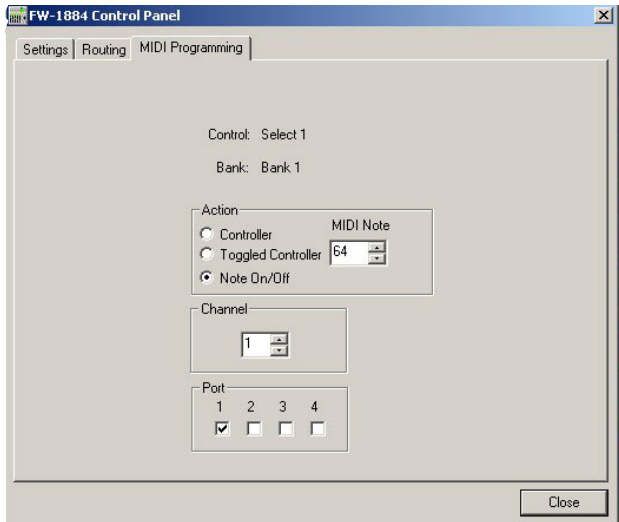 FW-1884 Control Panel
Settings Routing MIDI Programming
Control: Select 1
Bank: Bank 1
Action
MIDI Note
Controller
Toggled Controller 64
Note On/Off
Channel
1
Port
1 2 3 4
Close